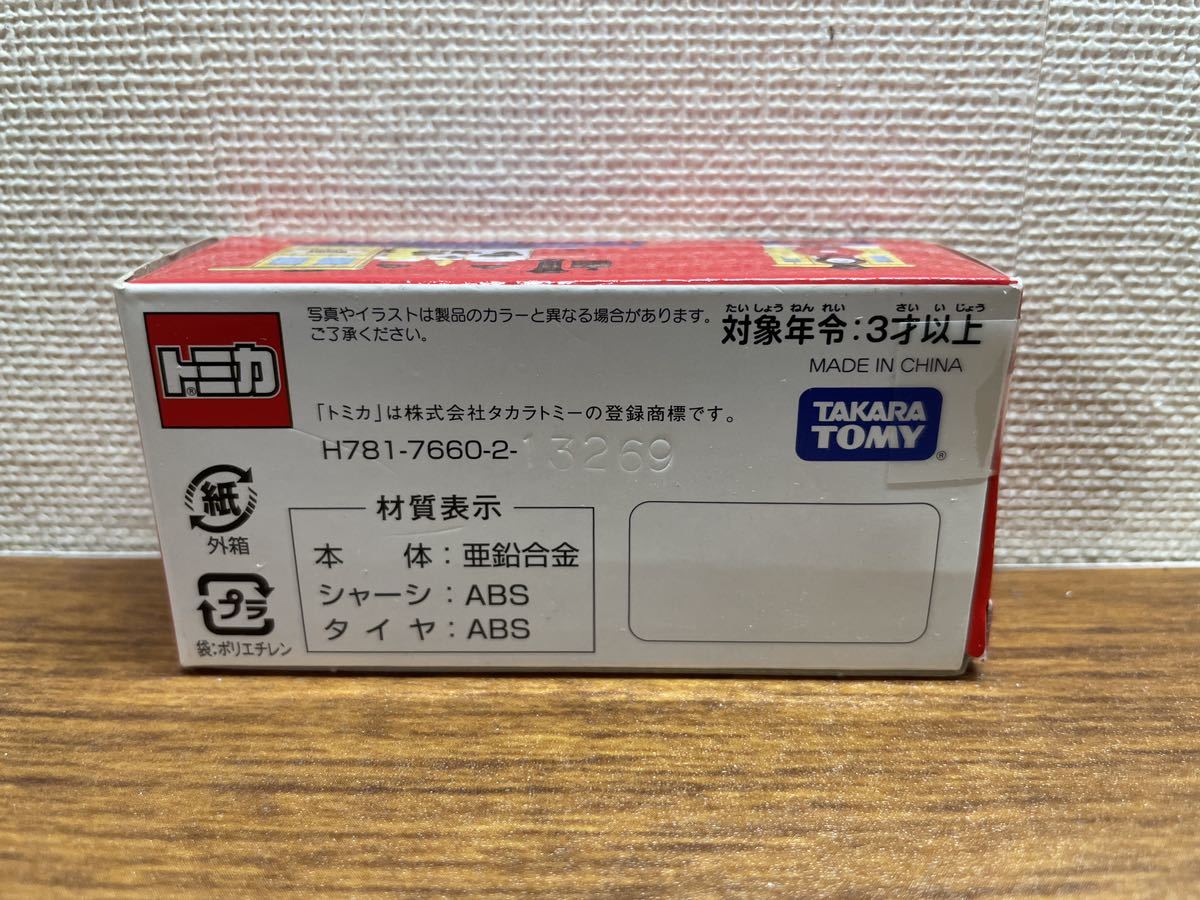 トミカ®
写真やイラストは製品のカラーと異なる場合があります。
ご了承ください。
たいしょう ねん れい さい い じょう
対象年令:3才以上
MADE IN CHINA
「トミカ」は株式会社タカラトミーの登録商標です。
TAKARA
TOMY®
H781-7660-2-13269
紙
外箱
プラ
袋:ポリエチレン
材質表示
本 体:亜鉛合金
シャーシ:ABS
タイヤ:ABS